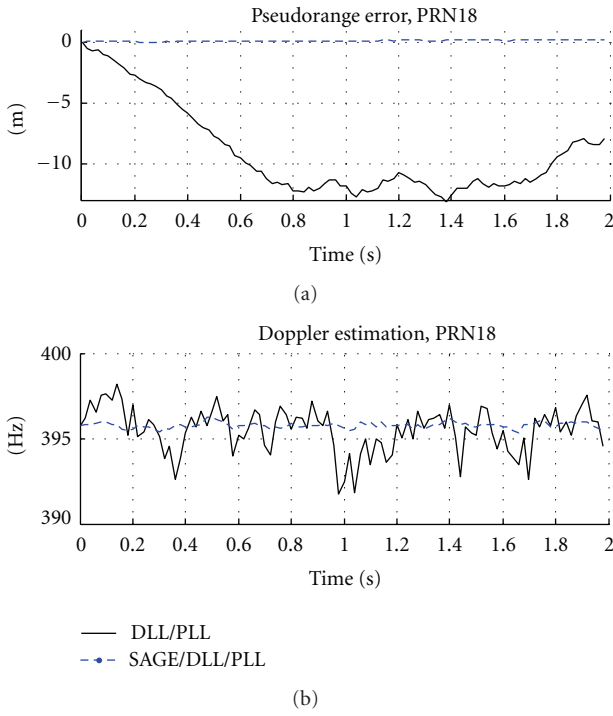 Pseudorange error, PRN18
0
−5
−10
(m)
0 0.2 0.4 0.6 0.8 1 1.2 1.4 1.6 1.8 2
Time (s)
(a)
Doppler estimation, PRN18
400
395
390
(Hz)
0 0.2 0.4 0.6 0.8 1 1.2 1.4 1.6 1.8 2
Time (s)
DLL/PLL
SAGE/DLL/PLL
(b)